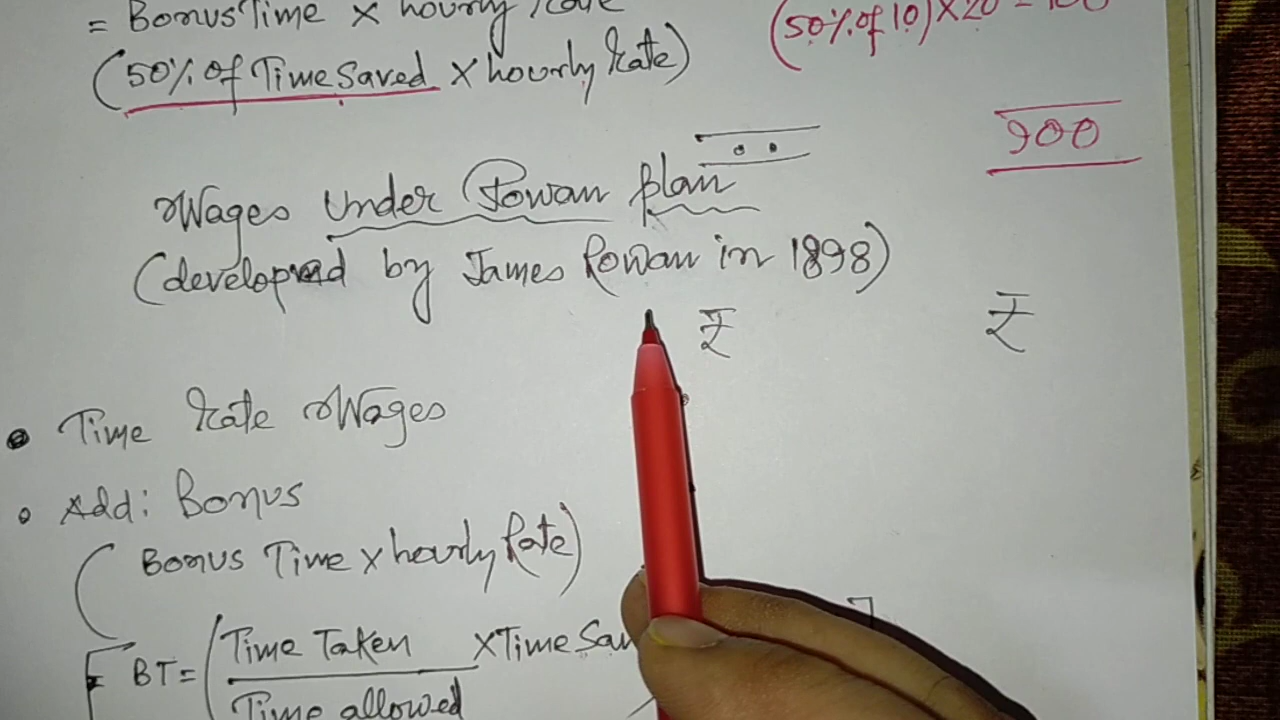 = Bonus Time × hourly Rate
(50% of 10) × 20 = 100
(50% of Time Saved × hourly Rate)
900
Wages Under Rowan plan
(developed by James Rowan in 1898)
₹ ₹
• Time Rate Wages
• Add: Bonus
(Bonus Time × hourly Rate)
BT = (Time Taken × Time Sav
Time allowed